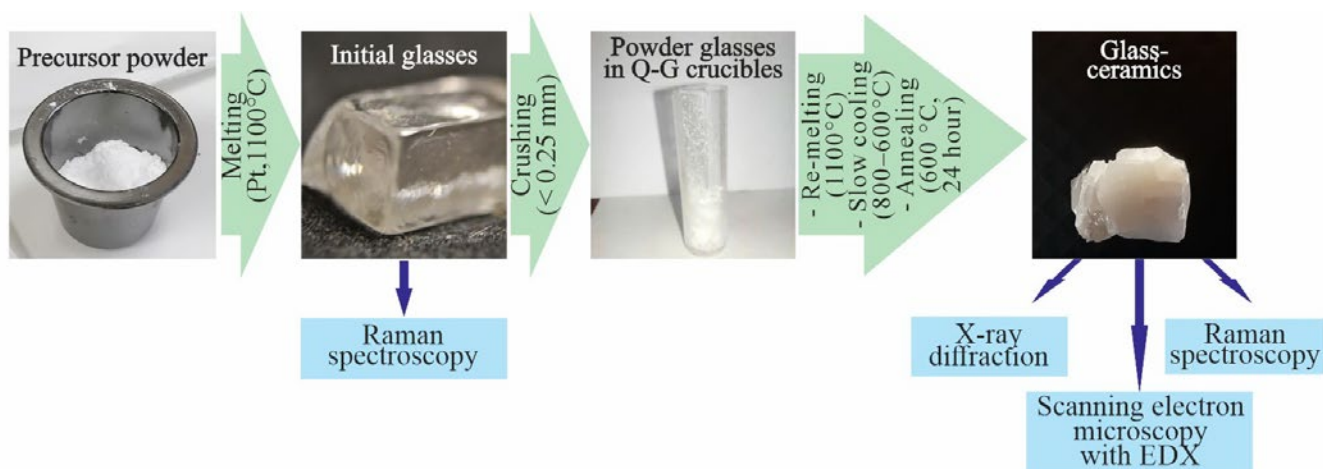 Precursor powder
Melting
(Pt,1100°C)
Initial glasses
Crushing
(< 0.25 mm)
Powder glasses
in Q-G crucibles
- Re-melting
(1100°C)
- Slow cooling
(800–600°C)
- Annealing
(600 °C,
24 hour)
Glass-
ceramics
Raman
spectroscopy
X-ray
diffraction
Scanning electron
microscopy
with EDX
Raman
spectroscopy